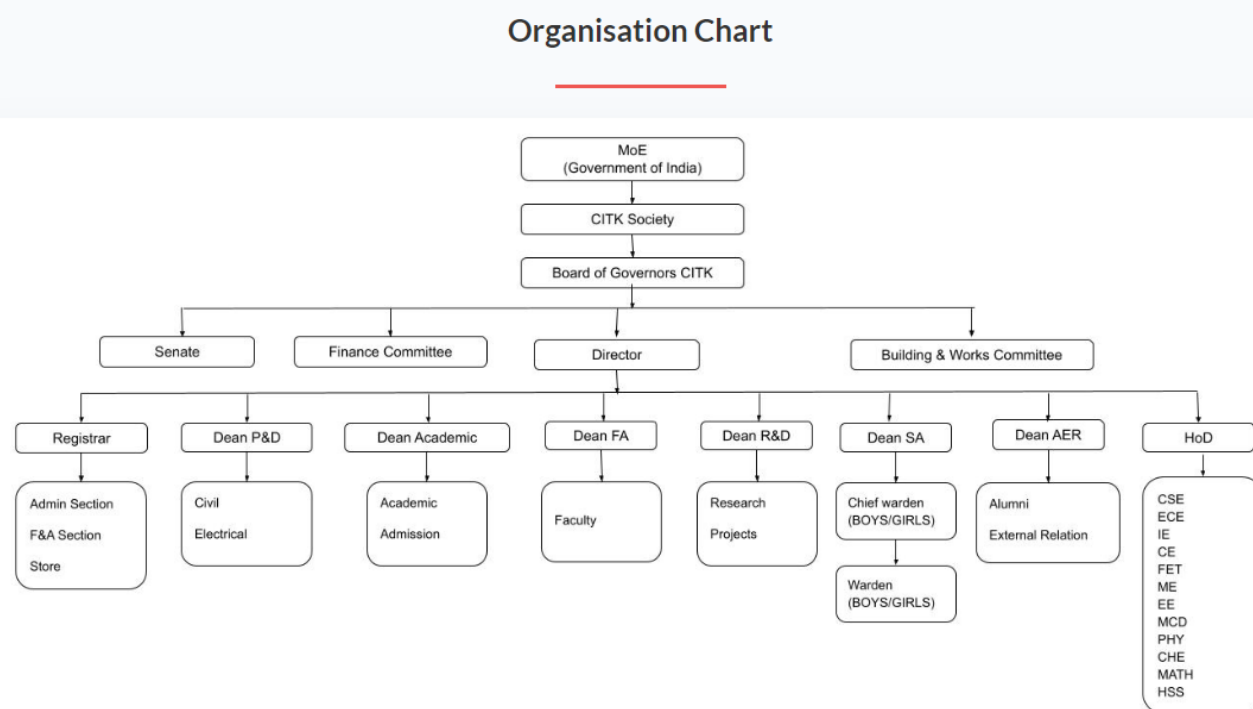 Organisation Chart
MoE
(Government of India)
CITK Society
Board of Governors CITK
Senate
Finance Committee
Director
Building & Works Committee
Registrar
Dean P&D
Dean Academic
Dean FA
Dean R&D
Dean SA
Dean AER
HoD
Admin Section
F&A Section
Store
Civil
Electrical
Academic
Admission
Faculty
Research
Projects
Chief warden
(BOYS/GIRLS)
Warden
(BOYS/GIRLS)
Alumni
External Relation
CSE
ECE
IE
CE
FET
ME
EE
MCD
PHY
CHE
MATH
HSS